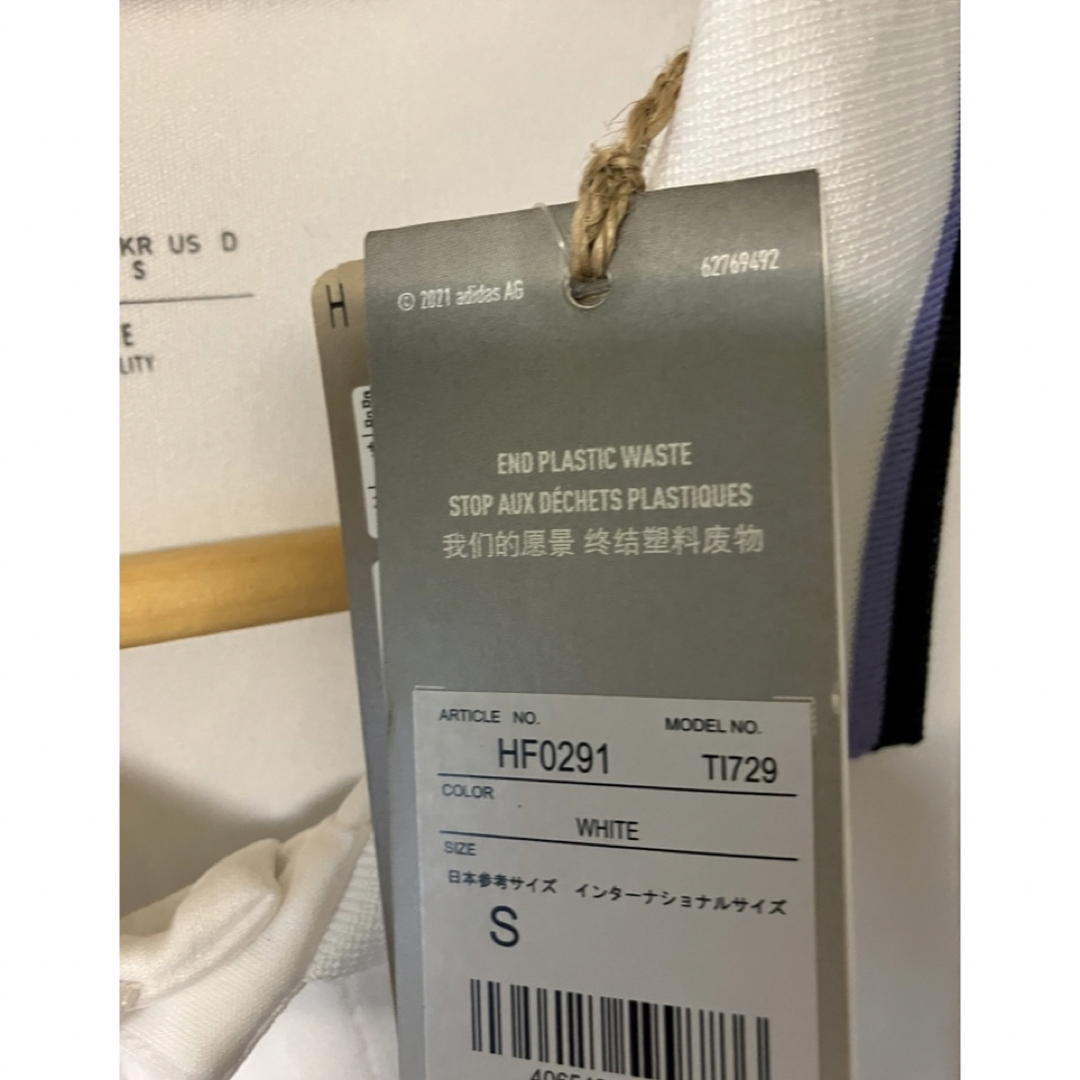 KR US D
S
E
LITY
H
© 2021 adidas AG
62769492
END PLASTIC WASTE
STOP AUX DÉCHETS PLASTIQUES
我们的愿景 终结塑料废物
ARTICLE NO.
MODEL NO.
HF0291
TI729
COLOR
WHITE
SIZE
日本参考サイズ インターナショナルサイズ
S